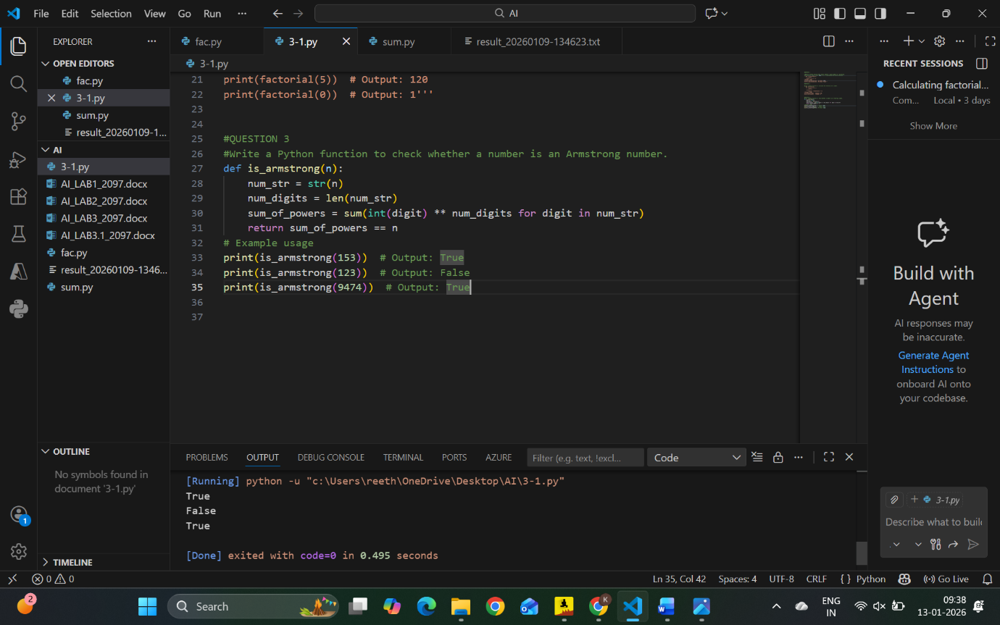 File Edit Selection View Go Run ··· AI
EXPLORER ···
OPEN EDITORS
fac.py
3-1.py
sum.py
result_20260109-1...
AI
3-1.py
AI_LAB1_2097.docx
AI_LAB2_2097.docx
AI_LAB3_2097.docx
AI_LAB3.1_2097.docx
fac.py
result_20260109-1346...
sum.py
OUTLINE
No symbols found in
document '3-1.py'
TIMELINE
fac.py 3-1.py sum.py result_20260109-134623.txt
3-1.py
21 print(factorial(5))  # Output: 120
22 print(factorial(0))  # Output: 1'''
23
24
25 #QUESTION 3
26 #Write a Python function to check whether a number is an Armstrong number.
27 def is_armstrong(n):
28     num_str = str(n)
29     num_digits = len(num_str)
30     sum_of_powers = sum(int(digit) ** num_digits for digit in num_str)
31     return sum_of_powers == n
32 # Example usage
33 print(is_armstrong(153))  # Output: True
34 print(is_armstrong(123))  # Output: False
35 print(is_armstrong(9474))  # Output: True
36
37
PROBLEMS OUTPUT DEBUG CONSOLE TERMINAL PORTS AZURE Filter (e.g. text, !excl... Code
[Running] python -u "c:\Users\reeth\OneDrive\Desktop\AI\3-1.py"
True
False
True
[Done] exited with code=0 in 0.495 seconds
RECENT SESSIONS
Calculating factorial...
Com... Local • 3 days
Show More
Build with
Agent
AI responses may
be inaccurate.
Generate Agent
Instructions to
onboard AI onto
your codebase.
3-1.py
Describe what to build
1
0 0 Ln 35, Col 42 Spaces: 4 UTF-8 CRLF { } Python Go Live
2
Search
K
ENG
IN
09:38
13-01-2026